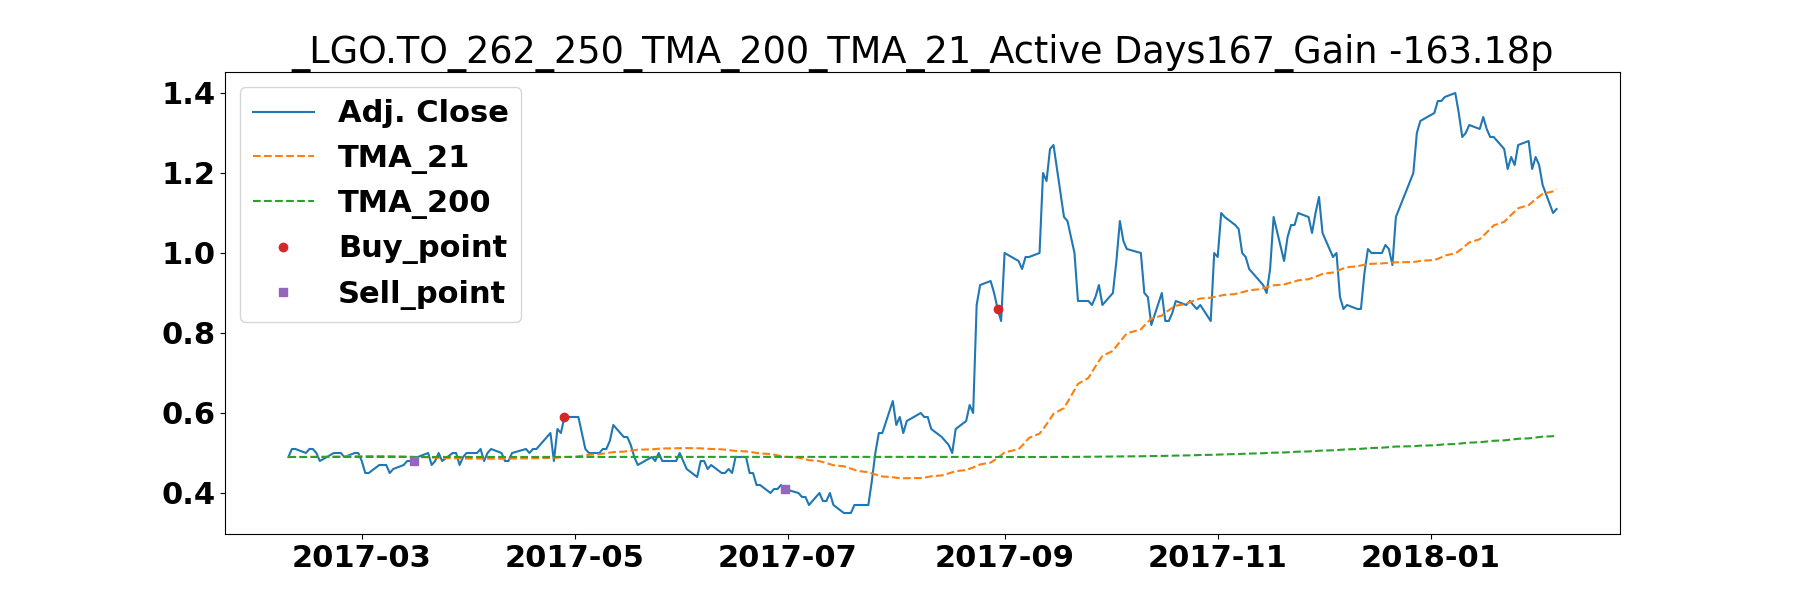 _LGO.TO_262_250_TMA_200_TMA_21_Active Days167_Gain -163.18p
1.4
1.2
1.0
0.8
0.6
0.4
Adj. Close
TMA_21
TMA_200
Buy_point
Sell_point
2017-03 2017-05 2017-07 2017-09 2017-11 2018-01